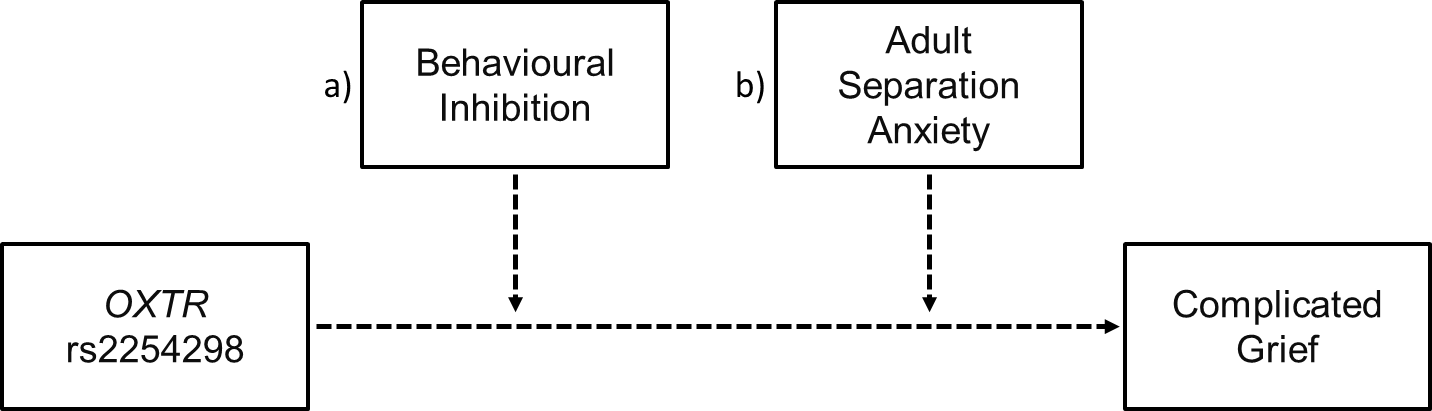 a)
Behavioural
Inhibition
b)
Adult
Separation
Anxiety
OXTR
rs2254298
Complicated
Grief